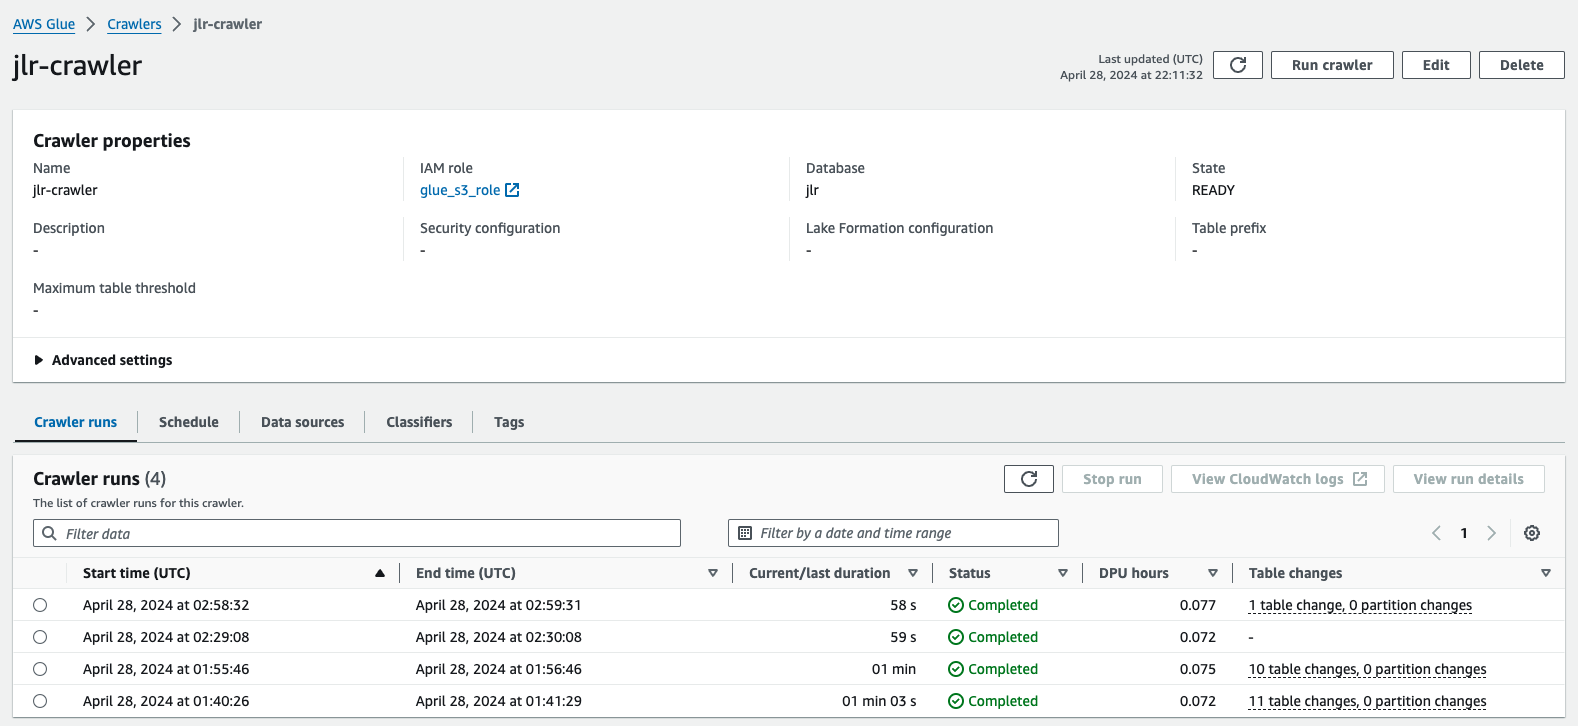 AWS Glue > Crawlers > jlr-crawler
jlr-crawler
Last updated (UTC)
April 28, 2024 at 22:11:32
Run crawler
Edit
Delete
Crawler properties
Name
jlr-crawler
IAM role
glue_s3_role
Database
jlr
State
READY
Description
-
Security configuration
-
Lake Formation configuration
-
Table prefix
-
Maximum table threshold
-
Advanced settings
Crawler runs
Schedule
Data sources
Classifiers
Tags
Crawler runs (4)
The list of crawler runs for this crawler.
Stop run
View CloudWatch logs
View run details
Filter data
Filter by a date and time range
1
Start time (UTC) End time (UTC) Current/last duration Status DPU hours Table changes
April 28, 2024 at 02:58:32 April 28, 2024 at 02:59:31 58 s Completed 0.077 1 table change, 0 partition changes
April 28, 2024 at 02:29:08 April 28, 2024 at 02:30:08 59 s Completed 0.072 -
April 28, 2024 at 01:55:46 April 28, 2024 at 01:56:46 01 min Completed 0.075 10 table changes, 0 partition changes
April 28, 2024 at 01:40:26 April 28, 2024 at 01:41:29 01 min 03 s Completed 0.072 11 table changes, 0 partition changes